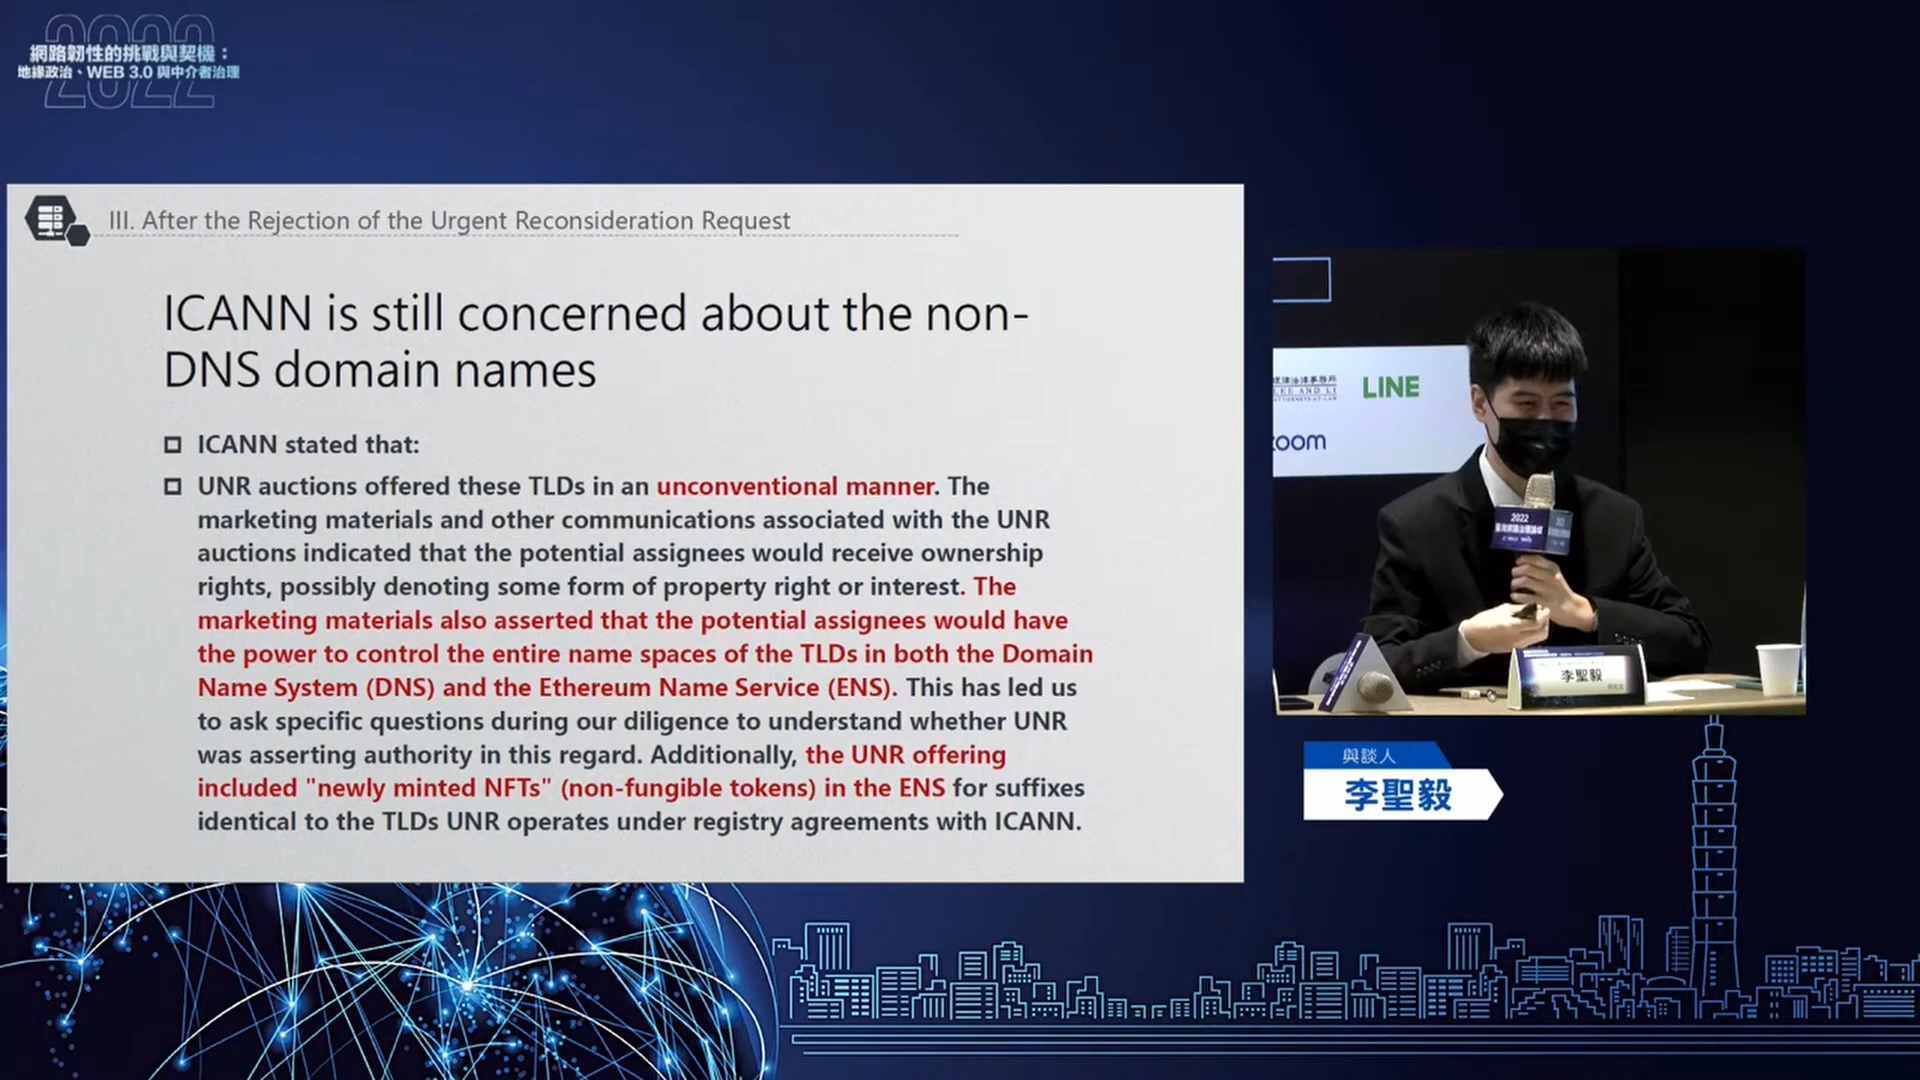 2022
網路韌性的挑戰與契機：
地緣政治、WEB 3.0 與中介者治理
III. After the Rejection of the Urgent Reconsideration Request
ICANN is still concerned about the non-
DNS domain names
ICANN stated that:
UNR auctions offered these TLDs in an unconventional manner. The
marketing materials and other communications associated with the UNR
auctions indicated that the potential assignees would receive ownership
rights, possibly denoting some form of property right or interest. The
marketing materials also asserted that the potential assignees would have
the power to control the entire name spaces of the TLDs in both the Domain
Name System (DNS) and the Ethereum Name Service (ENS). This has led us
to ask specific questions during our diligence to understand whether UNR
was asserting authority in this regard. Additionally, the UNR offering
included "newly minted NFTs" (non-fungible tokens) in the ENS for suffixes
identical to the TLDs UNR operates under registry agreements with ICANN.
LEE AND LI
ATTORNEYS-AT-LAW
LINE
zoom
2022
李聖毅
與談人
李聖毅